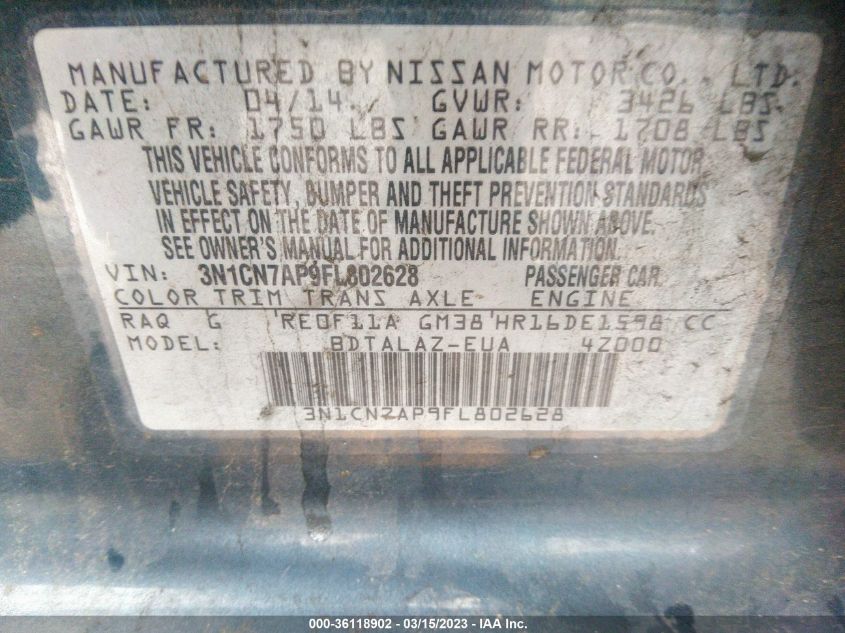 MANUFACTURED BY NISSAN MOTOR CO., LTD.
DATE: 04/14 GVWR: 3426 LBS
GAWR FR: 1750 LBS GAWR RR: 1708 LBS
THIS VEHICLE CONFORMS TO ALL APPLICABLE FEDERAL MOTOR
VEHICLE SAFETY, BUMPER AND THEFT PREVENTION STANDARDS
IN EFFECT ON THE DATE OF MANUFACTURE SHOWN ABOVE.
SEE OWNER'S MANUAL FOR ADDITIONAL INFORMATION.
VIN: 3N1CN7AP9FL802628 PASSENGER CAR
COLOR TRIM TRANS AXLE ENGINE
RAQ G RE0F11A GM38 HR16DE1598 CC
MODEL: BDTALAZ-EUA 4Z000
3N1CN7AP9FL802628
000-36118902 - 03/15/2023 - IAA Inc.